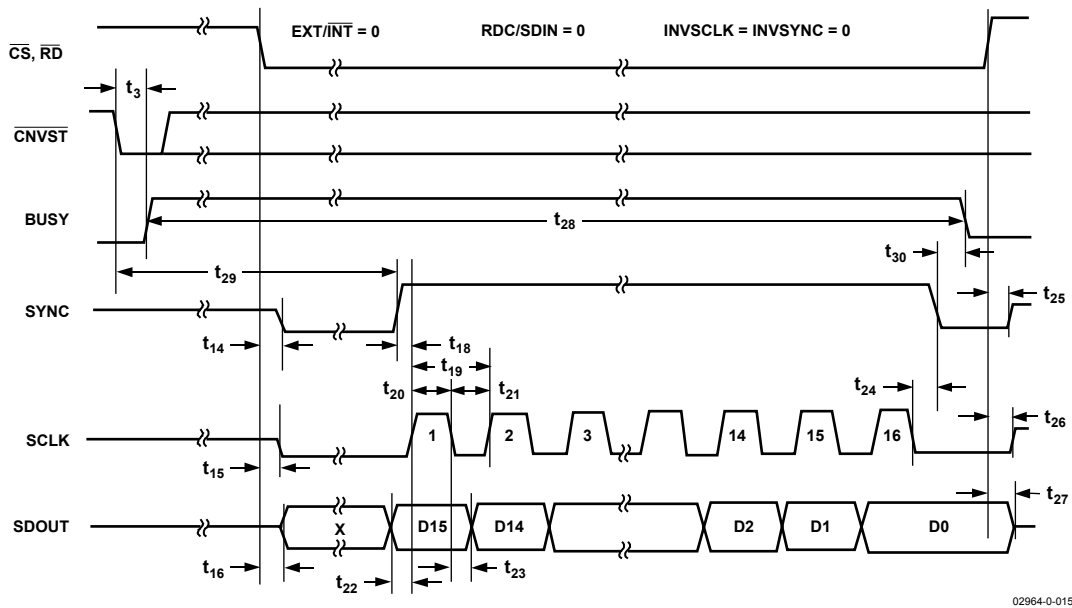 EXT/INT = 0 RDC/SDIN = 0 INVSCLK = INVSYNC = 0
CS, RD
t3
CNVST
BUSY
t28
t29
t30
SYNC
t25
t14
t18
t19
t20
t21
t24
t26
SCLK
1 2 3 14 15 16
t15
t27
SDOUT
X D15 D14 D2 D1 D0
t16
t22
t23
02964-0-015